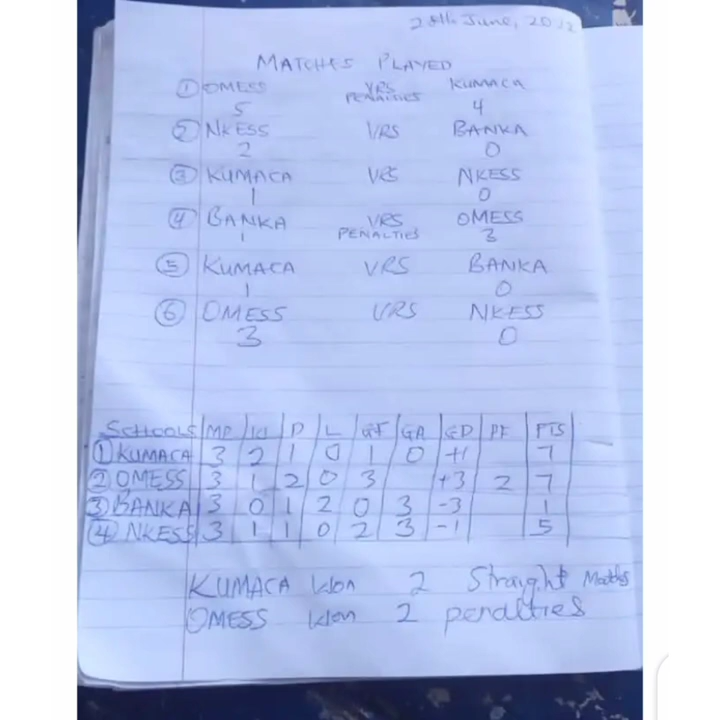 28th June, 2022
MATCHES PLAYED
① OMESS VRS KUMACA
PENALTIES
5 4
② NKESS VRS BANKA
2 0
③ KUMACA VRS NKESS
1 0
④ BANKA VRS OMESS
1 PENALTIES 3
⑤ KUMACA VRS BANKA
1 0
⑥ OMESS VRS NKESS
3 0
SCHOOLS MP W D L GF GA GD PF PTS
① KUMACA 3 2 1 0 1 0 +1 7
② OMESS 3 1 2 0 3 +3 2 7
③ BANKA 3 0 1 2 0 3 -3 1
④ NKESS 3 1 1 0 2 3 -1 5
KUMACA Won 2 Straight
OMESS Won 2 penalties